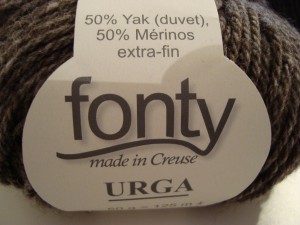 50% Yak (duvet),
50% Mérinos
extra-fin
fonty
made in Creuse
URGA